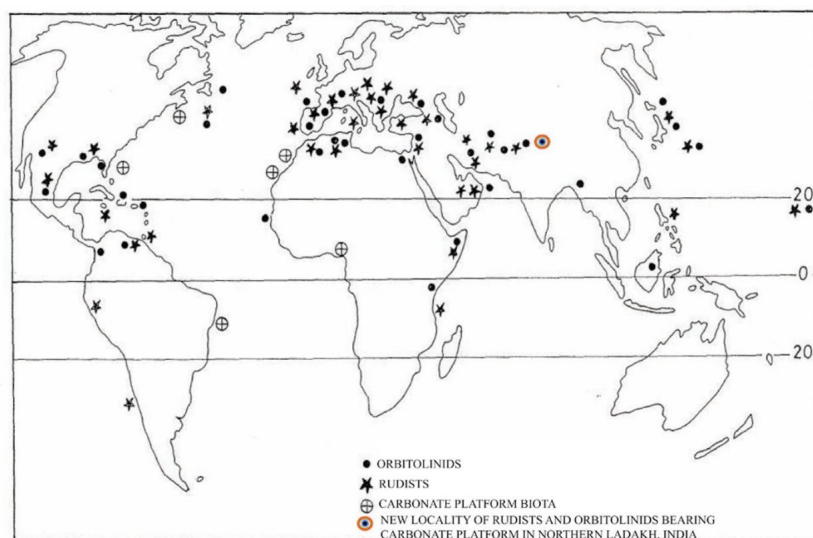 20
0
20
ORBITOLINIDS
RUDISTS
CARBONATE PLATFORM BIOTA
NEW LOCALITY OF RUDISTS AND ORBITOLINIDS BEARING
CARBONATE PLATFORM IN NORTHERN LADAKH, INDIA